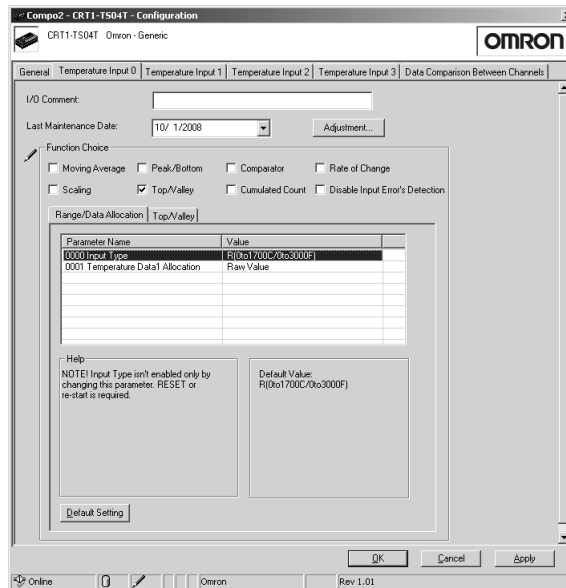 Compo2 - CRT1-TS04T - Configuration
CRT1-TS04T Omron - Generic
OMRON
General Temperature Input 0 Temperature Input 1 Temperature Input 2 Temperature Input 3 Data Comparison Between Channels
I/O Comment:
Last Maintenance Date: 10/ 1/2008 Adjustment...
Function Choice
Moving Average Peak/Bottom Comparator Rate of Change
Scaling Top/Valley Cumulated Count Disable Input Error's Detection
Range/Data Allocation Top/Valley
Parameter Name Value
0000 Input Type R(0to1700C/0to3000F)
0001 Temperature Data1 Allocation Raw Value
Help
NOTE! Input Type isn't enabled only by
changing this parameter. RESET or
re-start is required.
Default Value:
R(0to1700C/0to3000F)
Default Setting
OK Cancel Apply
Online Omron Rev 1.01